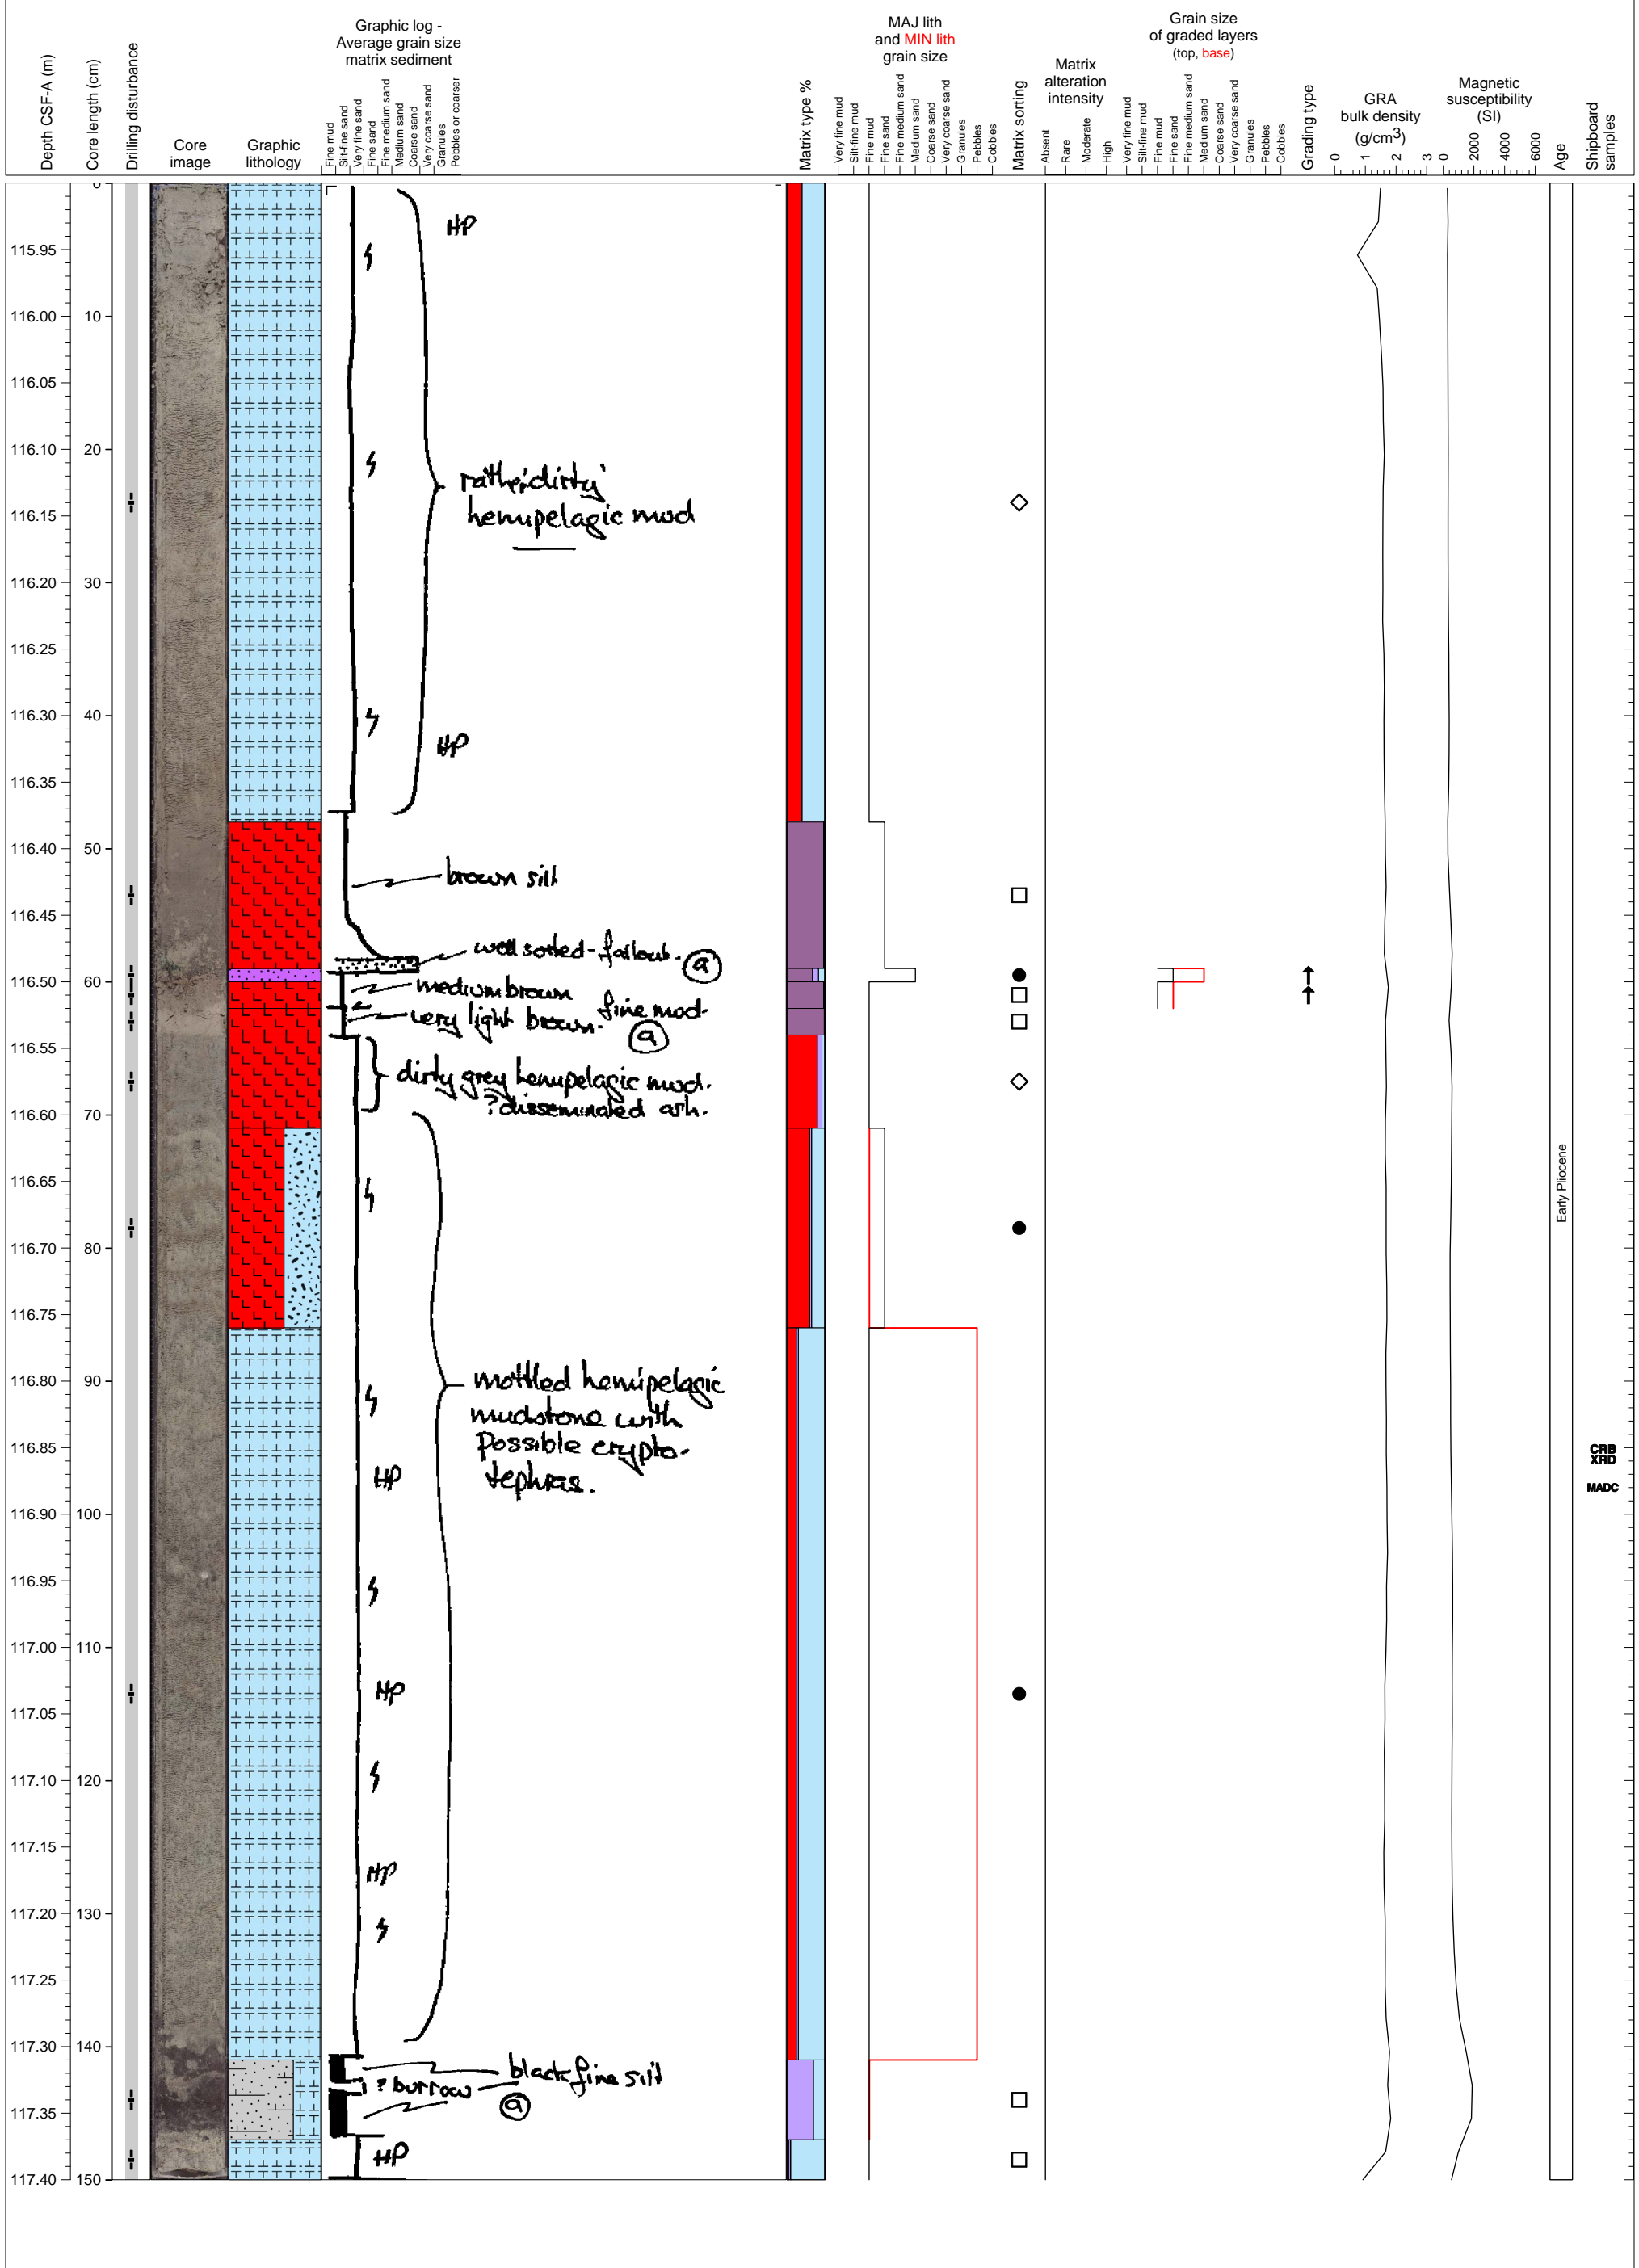 Depth CSF-A (m)
Core length (cm)
Drilling disturbance
Core
image
Graphic
lithology
Graphic log -
Average grain size
matrix sediment
Fine mud
Silt-fine sand
Very fine sand
Fine sand
Fine medium sand
Medium sand
Coarse sand
Very coarse sand
Granules
Pebbles or coarser
Matrix type %
MAJ lith
and MIN lith
grain size
Very fine mud
Silt-fine mud
Fine mud
Fine sand
Fine medium sand
Medium sand
Coarse sand
Very coarse sand
Granules
Pebbles
Cobbles
Matrix sorting
Matrix
alteration
intensity
Absent
Rare
Moderate
High
Grain size
of graded layers
(top, base)
Very fine mud
Silt-fine mud
Fine mud
Fine sand
Fine medium sand
Medium sand
Coarse sand
Very coarse sand
Granules
Pebbles
Cobbles
Grading type
GRA
bulk density
(g/cm3)
0 1 2 3
Magnetic
susceptibility
(SI)
0 2000 4000 6000
Age
Shipboard
samples
0
HP
115.95
116.00 10
116.05
116.10 20
rather 'dirty'
hemipelagic mud
116.15
116.20 30
116.25
116.30 40
HP
116.35
116.40 50
brown silt
116.45
well sorted - fallout. a
116.50 60
medium brown
fine mud-
very light brown.
a
116.55
dirty grey hemipelagic mud.
? disseminated ash.
116.60 70
116.65
Early Pliocene
116.70 80
116.75
116.80 90
mottled hemipelagic
mudstone with
possible crypto-
tephras.
116.85
CRB
XRD
HP
MADC
116.90 100
116.95
117.00 110
HP
117.05
117.10 120
117.15
HP
117.20 130
117.25
117.30 140
black fine silt
? burrow
a
117.35
HP
117.40 150